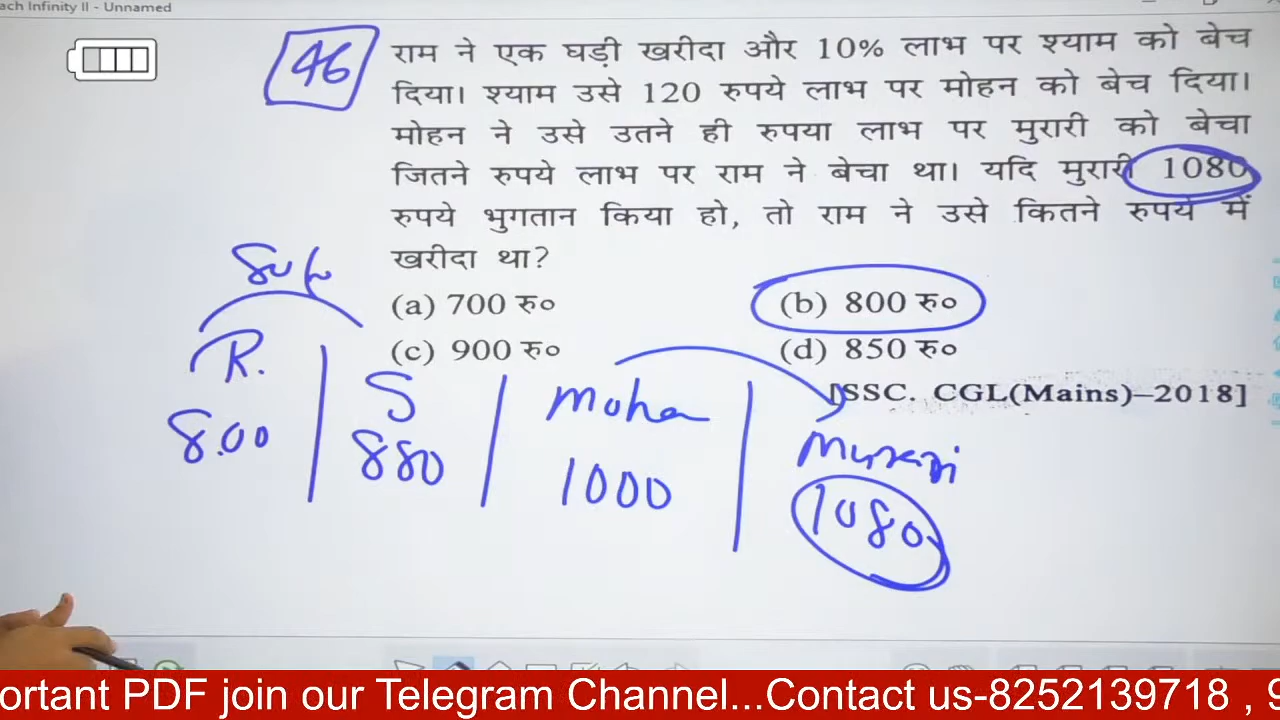 ach Infinity II - Unnamed
46
राम ने एक घड़ी खरीदा और 10% लाभ पर श्याम को बेच
दिया। श्याम उसे 120 रुपये लाभ पर मोहन को बेच दिया।
मोहन ने उसे उतने ही रुपया लाभ पर मुरारी को बेचा
जितने रुपये लाभ पर राम ने बेचा था। यदि मुरारी 1080
रुपये भुगतान किया हो, तो राम ने उसे कितने रुपये में
खरीदा था?
(a) 700 रु० (b) 800 रु०
(c) 900 रु० (d) 850 रु०
[SSC. CGL(Mains)–2018]
R. S moha murari
800 880 1000 1080
ortant PDF join our Telegram Channel...Contact us-8252139718 , 9